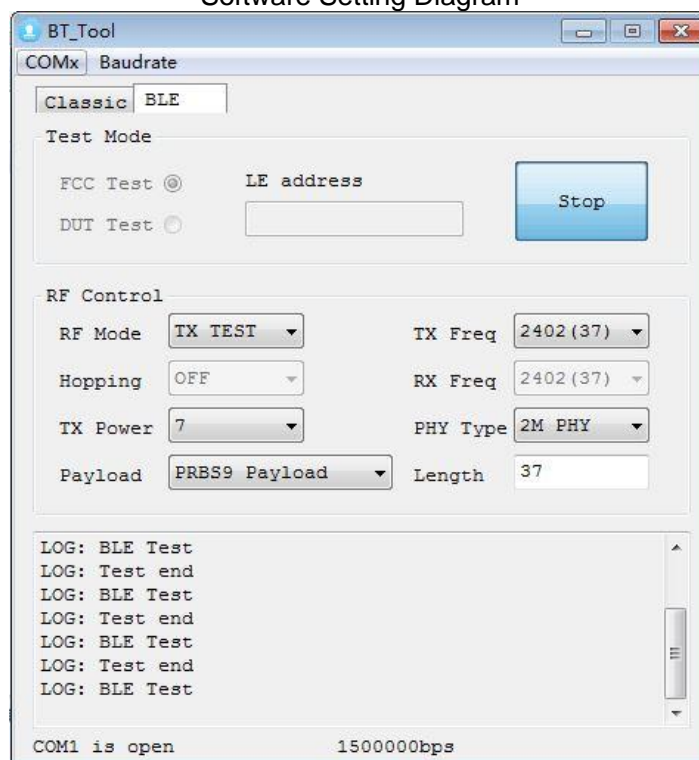 Software Setting Diagram
BT_Tool
COMx Baudrate
Classic BLE
Test Mode
FCC Test LE address
Stop
DUT Test
RF Control
RF Mode TX TEST TX Freq 2402(37)
Hopping OFF RX Freq 2402(37)
TX Power 7 PHY Type 2M PHY
Payload PRBS9 Payload Length 37
LOG: BLE Test
LOG: Test end
LOG: BLE Test
LOG: Test end
LOG: BLE Test
LOG: Test end
LOG: BLE Test
COM1 is open 1500000bps